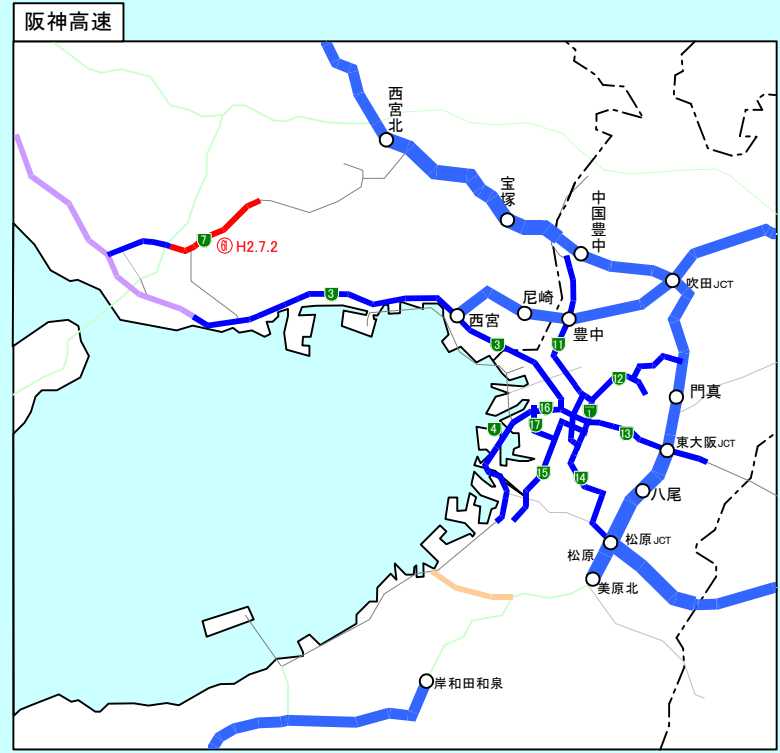 阪神高速
西宮北
宝塚
中国豊中
7
61 H2.7.2
吹田JCT
3
尼崎
西宮
豊中
3
11
12
門真
16
1
4
17
13
東大阪JCT
15
14
八尾
松原JCT
松原
美原北
岸和田和泉